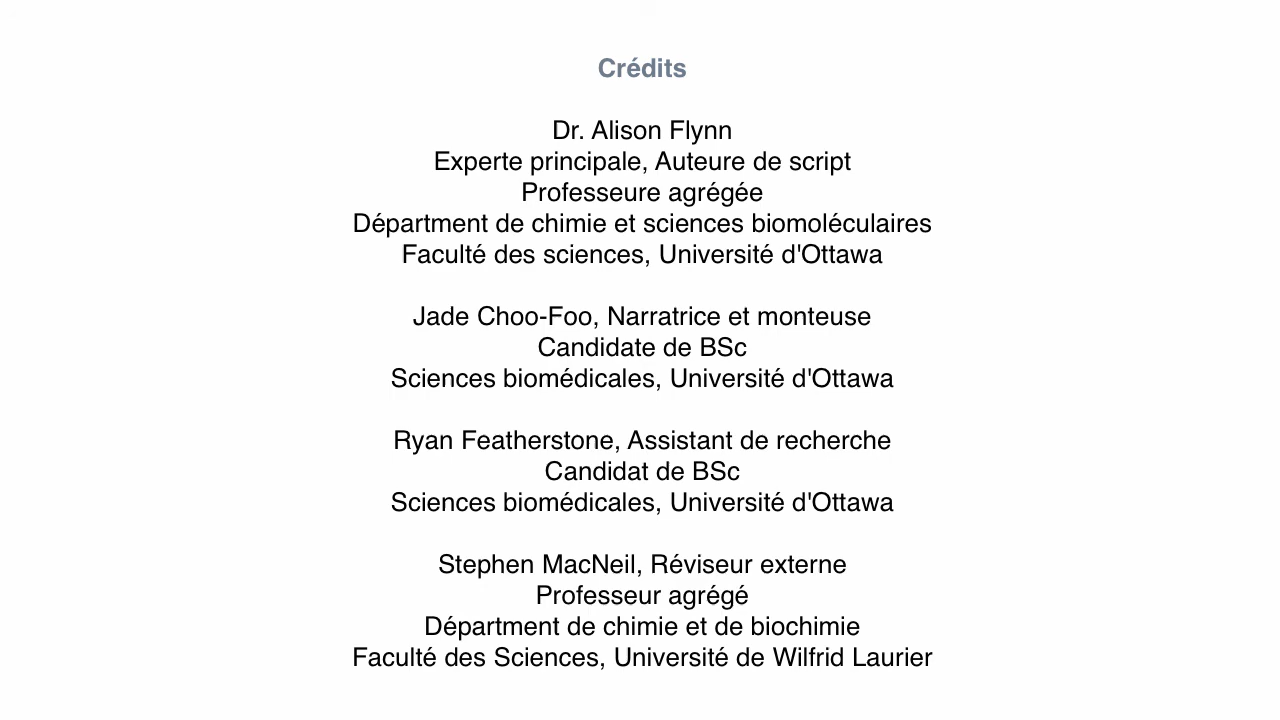 Crédits
Dr. Alison Flynn
Experte principale, Auteure de script
Professeure agrégée
Départment de chimie et sciences biomoléculaires
Faculté des sciences, Université d'Ottawa
Jade Choo-Foo, Narratrice et monteuse
Candidate de BSc
Sciences biomédicales, Université d'Ottawa
Ryan Featherstone, Assistant de recherche
Candidat de BSc
Sciences biomédicales, Université d'Ottawa
Stephen MacNeil, Réviseur externe
Professeur agrégé
Départment de chimie et de biochimie
Faculté des Sciences, Université de Wilfrid Laurier